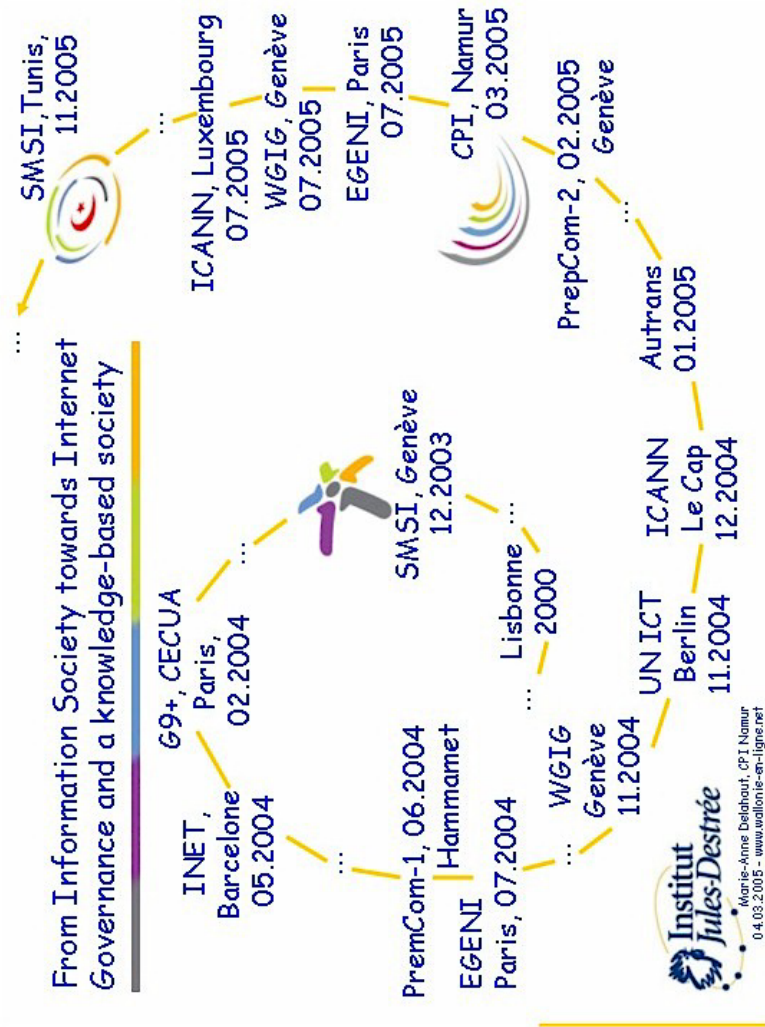 From Information Society towards Internet
Governance and a knowledge-based society
...
Lisbonne
2000
...
SMSI, Genève
12.2003
...
G9+, CECUA
Paris,
02.2004
INET,
Barcelone
05.2004
...
PremCom-1, 06.2004
Hammamet
EGENI
Paris, 07.2004
...
WGIG
Genève
11.2004
UN ICT
Berlin
11.2004
ICANN
Le Cap
12.2004
Autrans
01.2005
...
PrepCom-2, 02.2005
Genève
CPI, Namur
03.2005
EGENI, Paris
07.2005
WGIG, Genève
07.2005
ICANN, Luxembourg
07.2005
...
SMSI,Tunis,
11.2005
...
Institut
Jules-Destrée
Marie-Anne Delahaut, CPI Namur
04.03.2005 - www.wallonie-en-ligne.net